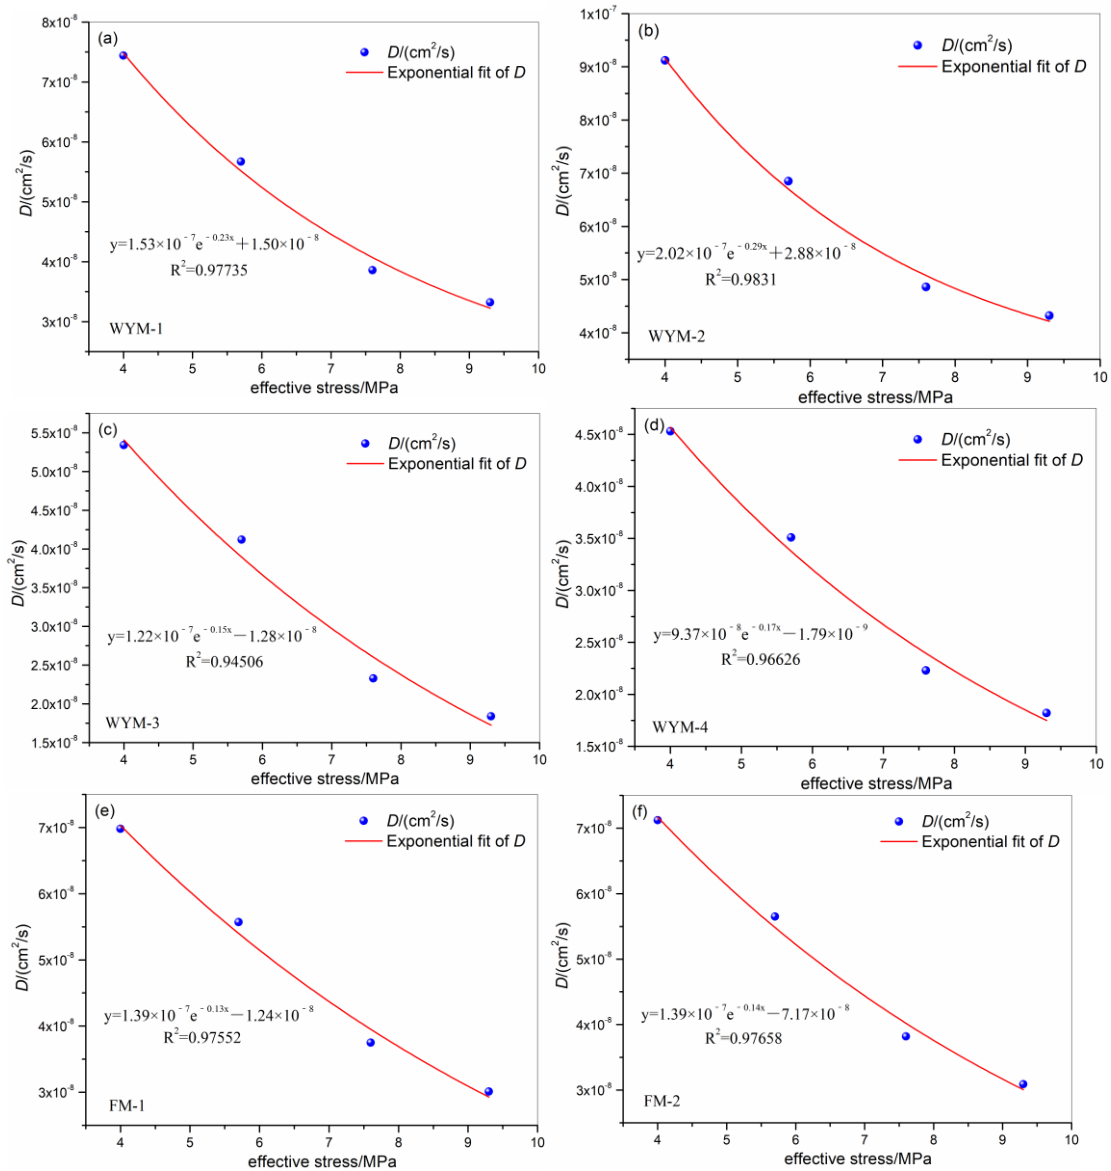 (a)
D/(cm²/s)
Exponential fit of D
8x10⁻⁸
7x10⁻⁸
6x10⁻⁸
5x10⁻⁸
4x10⁻⁸
3x10⁻⁸
D/(cm²/s)
y=1.53×10⁻⁷e⁻⁰·²³ˣ+1.50×10⁻⁸
R²=0.97735
WYM-1
4 5 6 7 8 9 10
effective stress/MPa
(b)
D/(cm²/s)
Exponential fit of D
1x10⁻⁷
9x10⁻⁸
8x10⁻⁸
7x10⁻⁸
6x10⁻⁸
5x10⁻⁸
4x10⁻⁸
D/(cm²/s)
y=2.02×10⁻⁷e⁻⁰·²⁹ˣ+2.88×10⁻⁸
R²=0.9831
WYM-2
4 5 6 7 8 9 10
effective stress/MPa
(c)
D/(cm²/s)
Exponential fit of D
5.5x10⁻⁸
5.0x10⁻⁸
4.5x10⁻⁸
4.0x10⁻⁸
3.5x10⁻⁸
3.0x10⁻⁸
2.5x10⁻⁸
2.0x10⁻⁸
1.5x10⁻⁸
D/(cm²/s)
y=1.22×10⁻⁷e⁻⁰·¹⁵ˣ−1.28×10⁻⁸
R²=0.94506
WYM-3
4 5 6 7 8 9 10
effective stress/MPa
(d)
D/(cm²/s)
Exponential fit of D
4.5x10⁻⁸
4.0x10⁻⁸
3.5x10⁻⁸
3.0x10⁻⁸
2.5x10⁻⁸
2.0x10⁻⁸
1.5x10⁻⁸
D/(cm²/s)
y=9.37×10⁻⁸e⁻⁰·¹⁷ˣ−1.79×10⁻⁹
R²=0.96626
WYM-4
4 5 6 7 8 9 10
effective stress/MPa
(e)
D/(cm²/s)
Exponential fit of D
7x10⁻⁸
6x10⁻⁸
5x10⁻⁸
4x10⁻⁸
3x10⁻⁸
D/(cm²/s)
y=1.39×10⁻⁷e⁻⁰·¹³ˣ−1.24×10⁻⁸
R²=0.97552
FM-1
4 5 6 7 8 9 10
effective stress/MPa
(f)
D/(cm²/s)
Exponential fit of D
7x10⁻⁸
6x10⁻⁸
5x10⁻⁸
4x10⁻⁸
3x10⁻⁸
D/(cm²/s)
y=1.39×10⁻⁷e⁻⁰·¹⁴ˣ−7.17×10⁻⁸
R²=0.97658
FM-2
4 5 6 7 8 9 10
effective stress/MPa